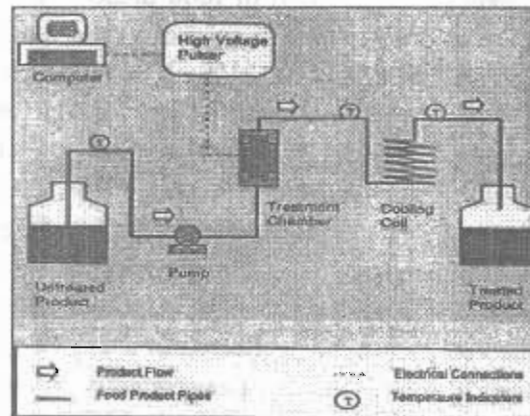 High Voltage
Pulser
Computer
T
T
T
Treatment
Chamber
Cooling
Coil
Pump
Untreated
Product
Treated
Product
Product Flow
Electrical Connections
Food Product Pipes
T
Temperature Indicators